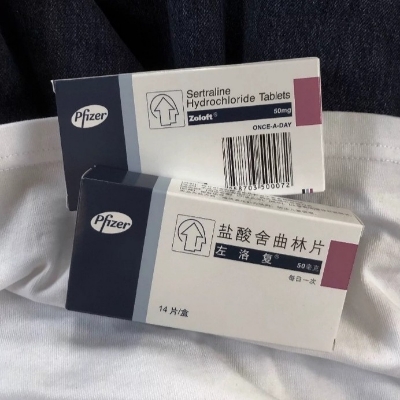 Pfizer
Sertraline
Hydrochloride Tablets
Zoloft® 50mg
ONCE-A-DAY
Pfizer
盐酸舍曲林片
左洛复® 50毫克
每日一次
14片/盒